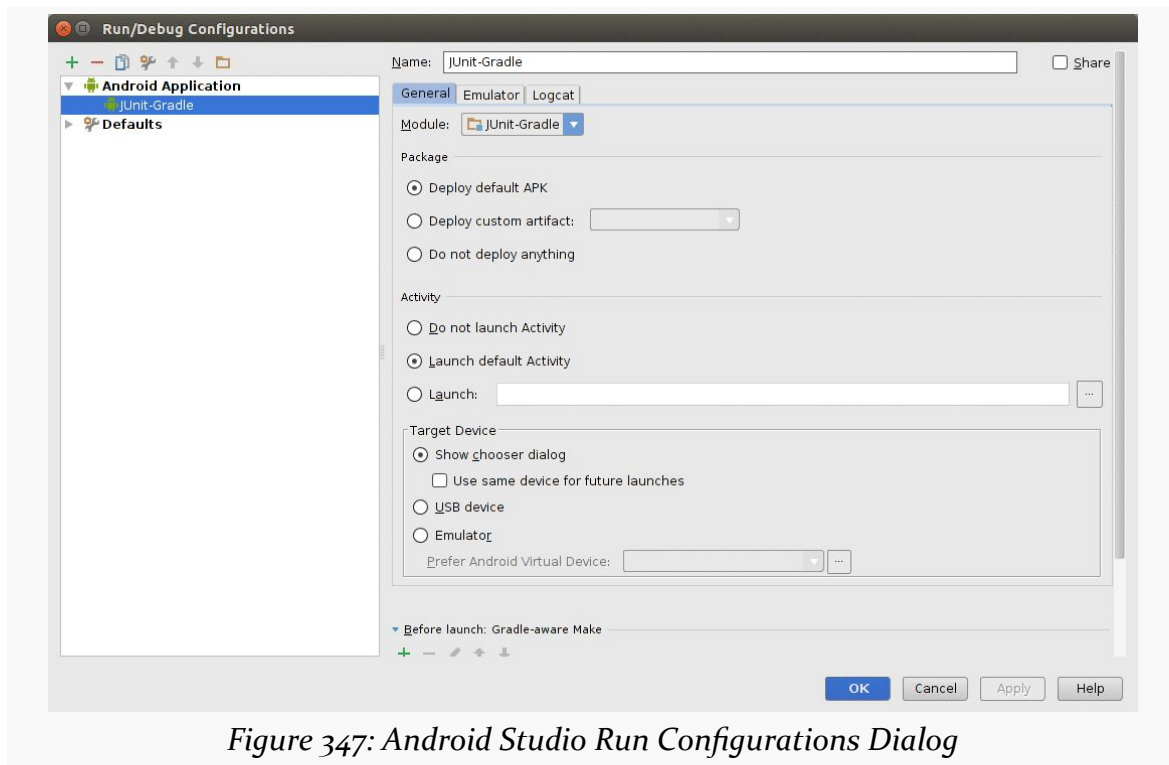 Run/Debug Configurations
Name: JUnit-Gradle
Share
Android Application
JUnit-Gradle
Defaults
General Emulator Logcat
Module: JUnit-Gradle
Package
Deploy default APK
Deploy custom artifact:
Do not deploy anything
Activity
Do not launch Activity
Launch default Activity
Launch:
...
Target Device
Show chooser dialog
Use same device for future launches
USB device
Emulator
Prefer Android Virtual Device:
...
Before launch: Gradle-aware Make
OK Cancel Apply Help
Figure 347: Android Studio Run Configurations Dialog